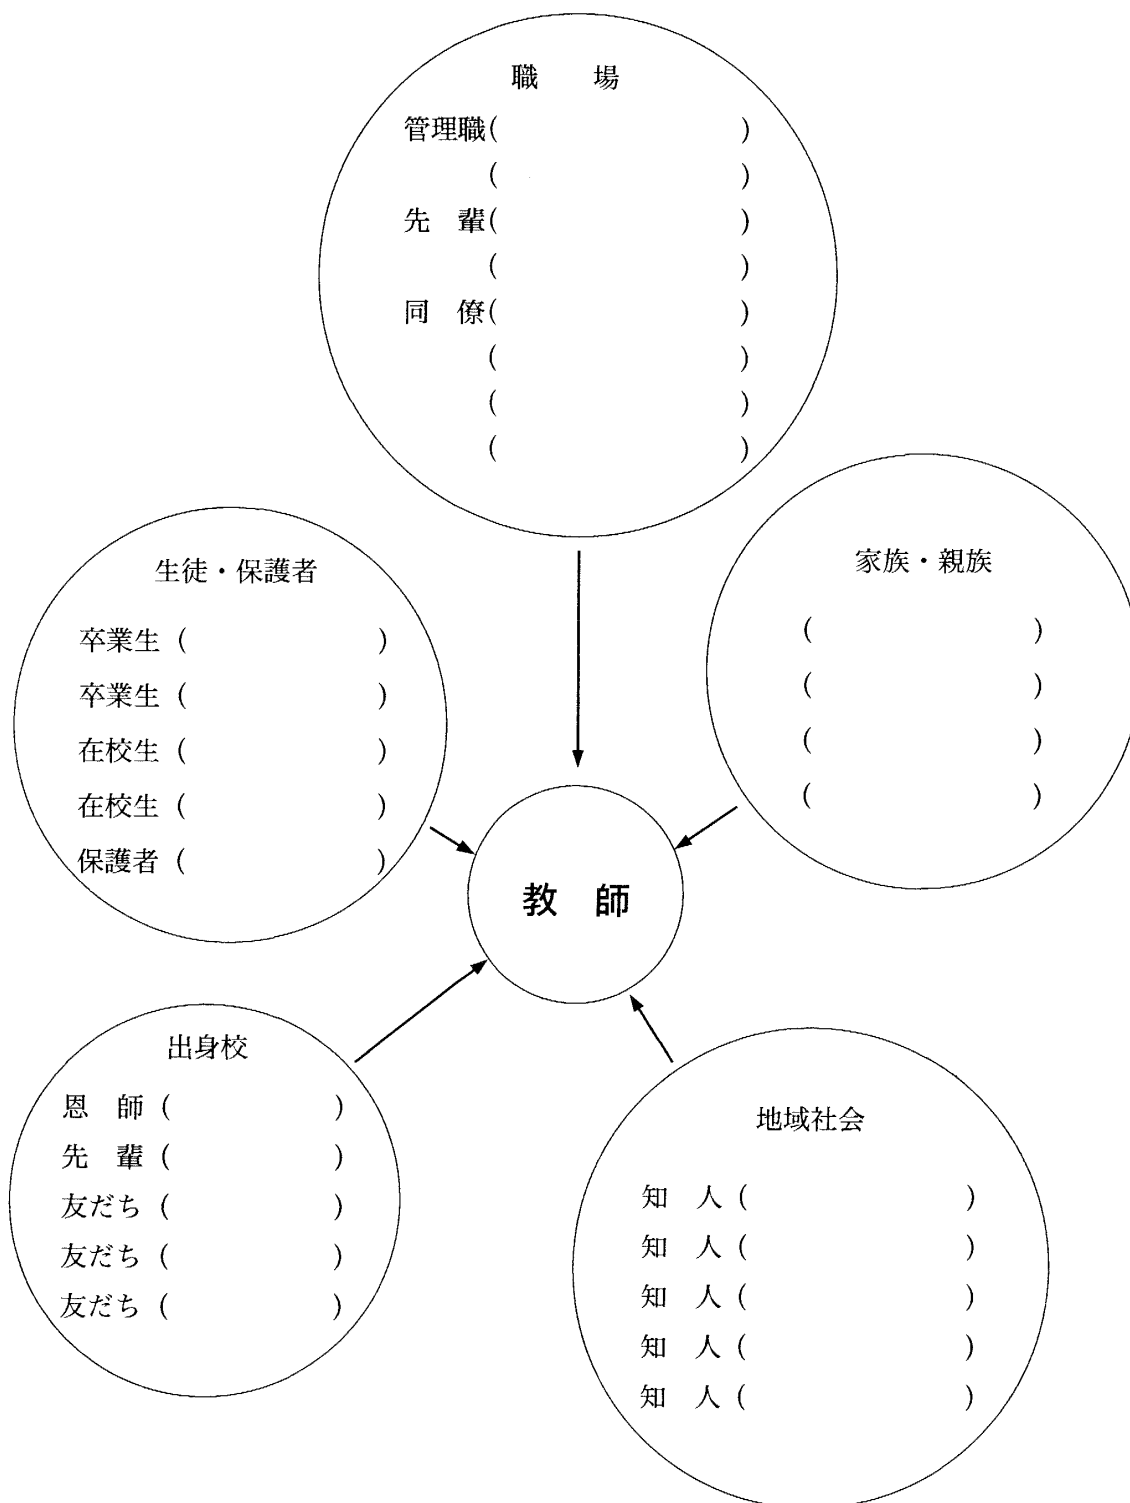 職　　場
管理職(　　　　　　　　　)
(　　　　　　　　　)
先　輩(　　　　　　　　　)
(　　　　　　　　　)
同　僚(　　　　　　　　　)
(　　　　　　　　　)
(　　　　　　　　　)
(　　　　　　　　　)
生徒・保護者
卒業生 (　　　　　　　)
卒業生 (　　　　　　　)
在校生 (　　　　　　　)
在校生 (　　　　　　　)
保護者 (　　　　　　　)
家族・親族
(　　　　　　　　)
(　　　　　　　　)
(　　　　　　　　)
(　　　　　　　　)
教　師
出身校
恩　師 (　　　　　　)
先　輩 (　　　　　　)
友だち (　　　　　　)
友だち (　　　　　　)
友だち (　　　　　　)
地域社会
知　人 (　　　　　　　　)
知　人 (　　　　　　　　)
知　人 (　　　　　　　　)
知　人 (　　　　　　　　)
知　人 (　　　　　　　　)